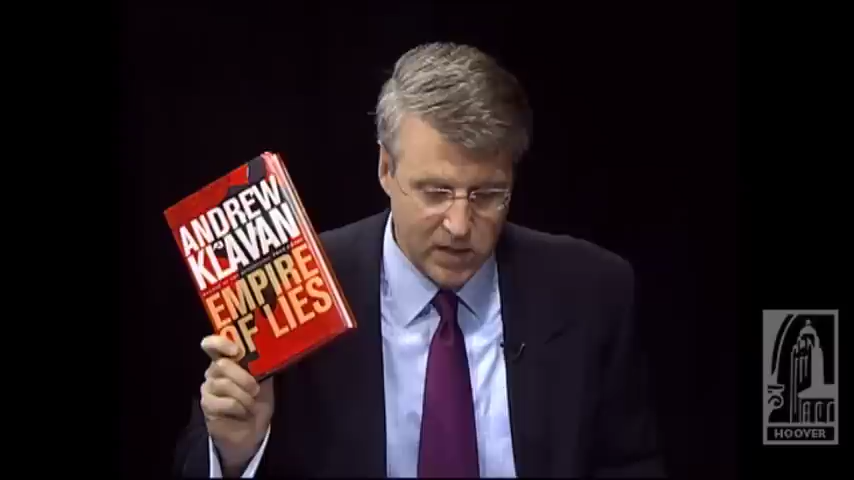 ANDREW
KLAVAN
EMPIRE
OF LIES
HOOVER